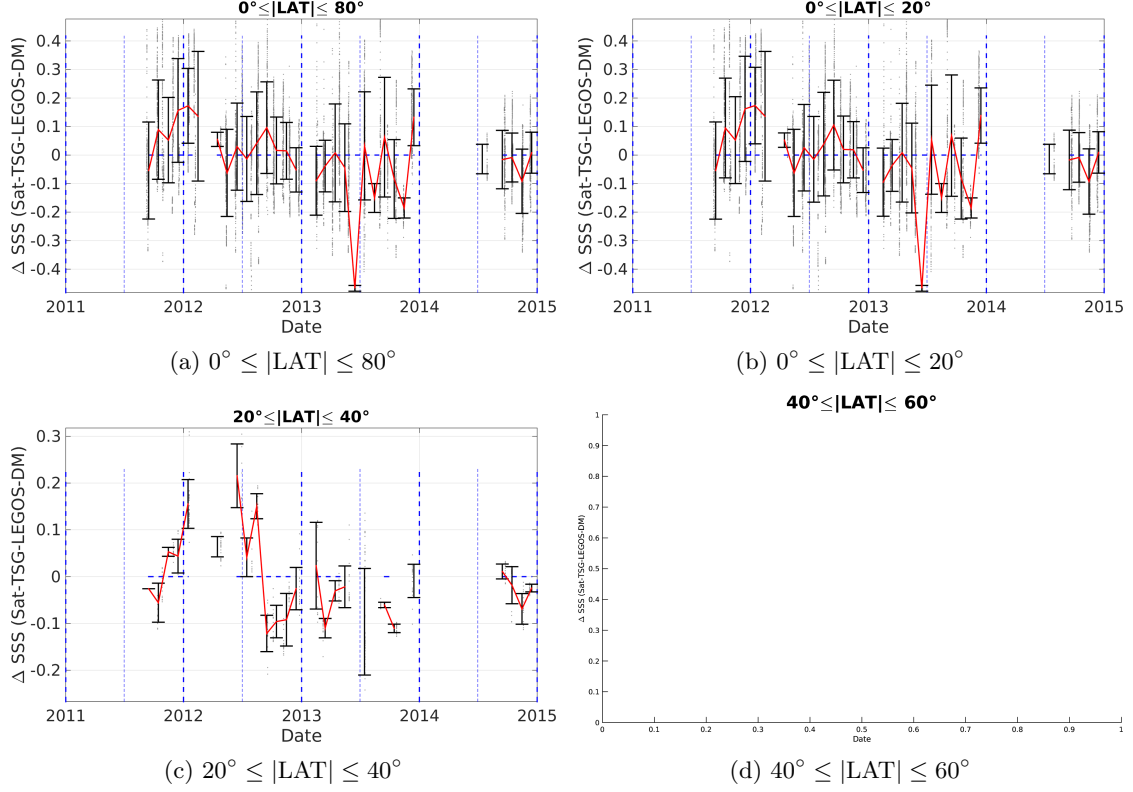 0°≤|LAT|≤ 80°
Δ SSS (Sat-TSG-LEGOS-DM)
0.4
0.3
0.2
0.1
0
-0.1
-0.2
-0.3
-0.4
2011 2012 2013 2014 2015
Date
(a) 0° ≤ |LAT| ≤ 80°
0°≤|LAT|≤ 20°
Δ SSS (Sat-TSG-LEGOS-DM)
0.4
0.3
0.2
0.1
0
-0.1
-0.2
-0.3
-0.4
2011 2012 2013 2014 2015
Date
(b) 0° ≤ |LAT| ≤ 20°
20°≤|LAT|≤ 40°
Δ SSS (Sat-TSG-LEGOS-DM)
0.3
0.2
0.1
0
-0.1
-0.2
2011 2012 2013 2014 2015
Date
(c) 20° ≤ |LAT| ≤ 40°
40°≤|LAT|≤ 60°
Δ SSS (Sat-TSG-LEGOS-DM)
1
0.9
0.8
0.7
0.6
0.5
0.4
0.3
0.2
0.1
0
0 0.1 0.2 0.3 0.4 0.5 0.6 0.7 0.8 0.9 1
Date
(d) 40° ≤ |LAT| ≤ 60°